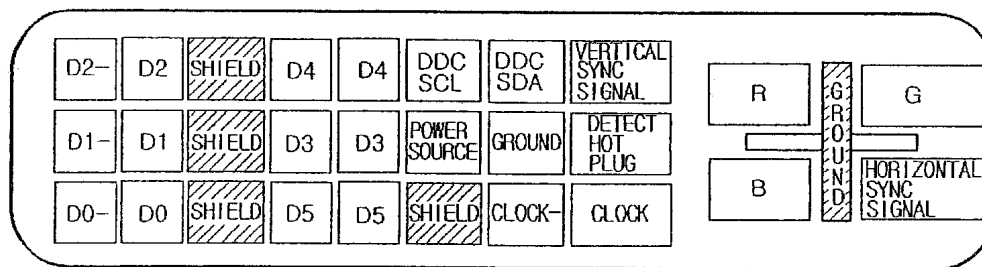 D2- D2 SHIELD D4 D4 DDC SCL DDC SDA VERTICAL SYNC SIGNAL
D1- D1 SHIELD D3 D3 POWER SOURCE GROUND DETECT HOT PLUG
D0- D0 SHIELD D5 D5 SHIELD CLOCK- CLOCK
R GROUND G
B HORIZONTAL SYNC SIGNAL